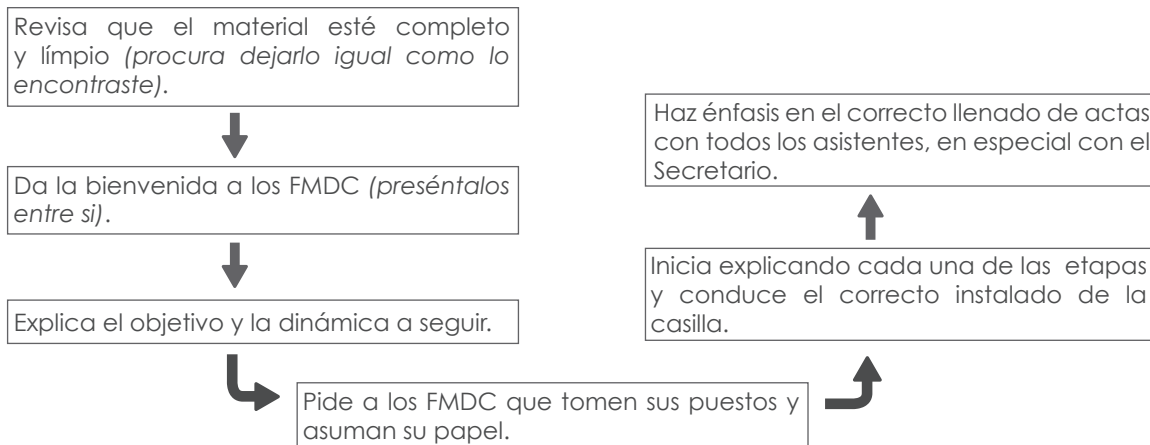 Revisa que el material esté completo
y límpio (procura dejarlo igual como lo
encontraste).
Da la bienvenida a los FMDC (preséntalos
entre si).
Explica el objetivo y la dinámica a seguir.
Pide a los FMDC que tomen sus puestos y
asuman su papel.
Inicia explicando cada una de las etapas
y conduce el correcto instalado de la
casilla.
Haz énfasis en el correcto llenado de actas
con todos los asistentes, en especial con el
Secretario.